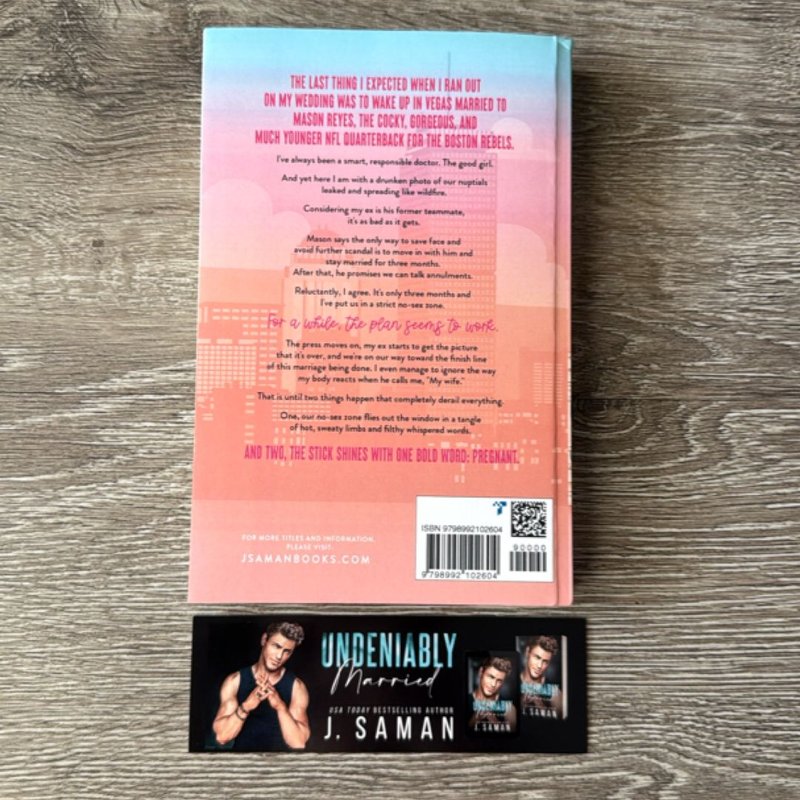 THE LAST THING I EXPECTED WHEN I RAN OUT
ON MY WEDDING WAS TO WAKE UP IN VEGAS MARRIED TO
MASON REYES, THE COCKY, GORGEOUS, AND
MUCH YOUNGER NFL QUARTERBACK FOR THE BOSTON REBELS.
I've always been a smart, responsible doctor. The good girl.
And yet here I am with a drunken photo of our nuptials
leaked and spreading like wildfire.
Considering my ex is his former teammate,
it's as bad as it gets.
Mason says the only way to save face and
avoid further scandal is to move in with him and
stay married for three months.
After that, he promises we can talk annulments.
Reluctantly, I agree. It's only three months and
I've put us in a strict no-sex zone.
For a while, the plan seems to work.
The press moves on, my ex starts to get the picture
that it's over, and we're on our way toward the finish line
of this marriage being done. I even manage to ignore the way
my body reacts when he calls me, "My wife."
That is until two things happen that completely derail everything.
One, our no-sex zone flies out the window in a tangle
of hot, sweaty limbs and filthy whispered words.
AND TWO, THE STICK SHINES WITH ONE BOLD WORD: PREGNANT.
FOR MORE TITLES AND INFORMATION,
PLEASE VISIT:
JSAMANBOOKS.COM
ISBN 9798992102604
90000
9 798992 102604
UNDENIABLY
Married
USA TODAY BESTSELLING AUTHOR
J. SAMAN
UNDENIABLY
Married
J. SAMAN
UNDENIABLY
Married
J. SAMAN